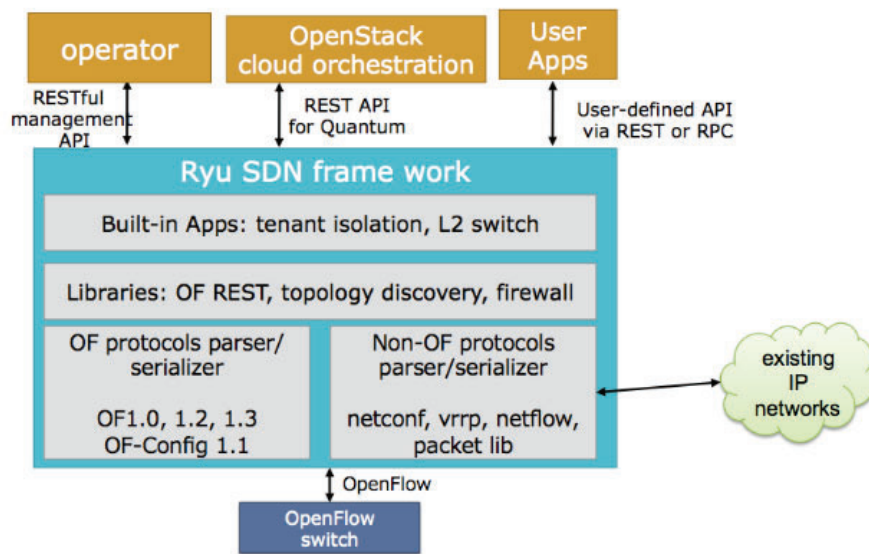 operator
OpenStack
cloud orchestration
User
Apps
RESTful
management
API
REST API
for Quantum
User-defined API
via REST or RPC
Ryu SDN frame work
Built-in Apps: tenant isolation, L2 switch
Libraries: OF REST, topology discovery, firewall
OF protocols parser/
serializer
OF1.0, 1.2, 1.3
OF-Config 1.1
Non-OF protocols
parser/serializer
netconf, vrrp, netflow,
packet lib
existing
IP
networks
OpenFlow
OpenFlow
switch